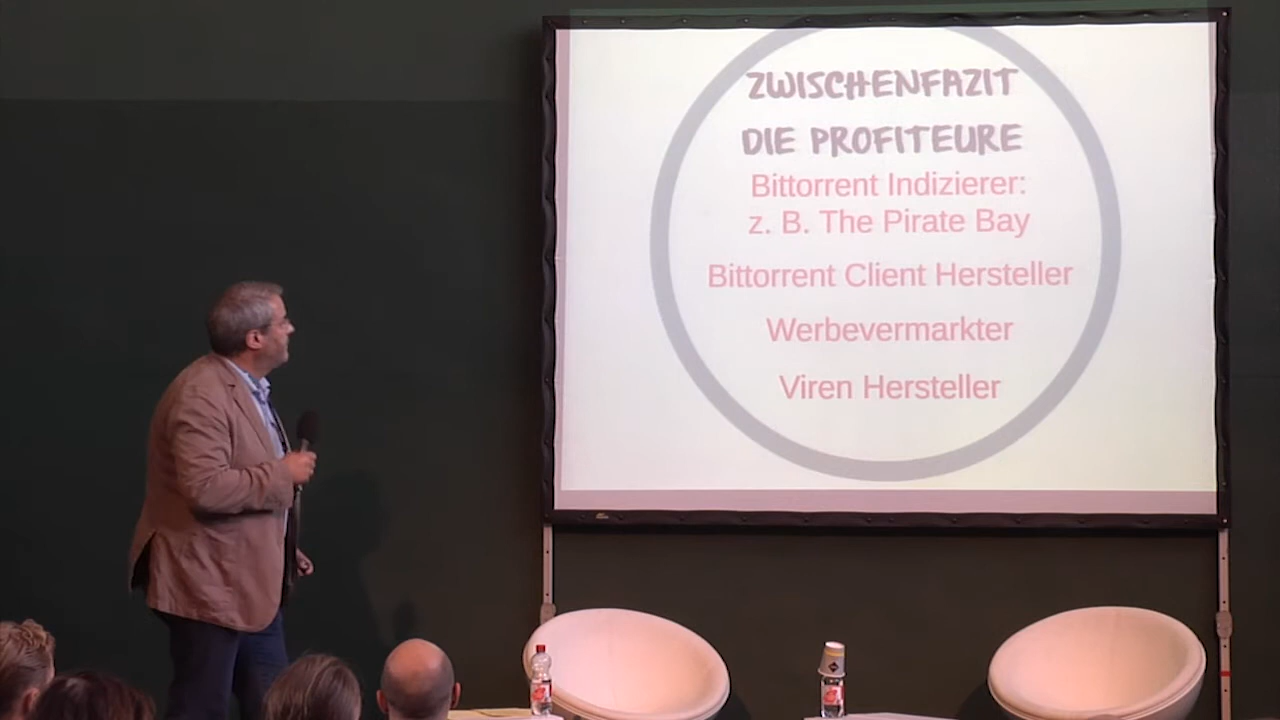 ZWISCHENFAZIT
DIE PROFITEURE
Bittorrent Indizierer:
z. B. The Pirate Bay
Bittorrent Client Hersteller
Werbevermarkter
Viren Hersteller